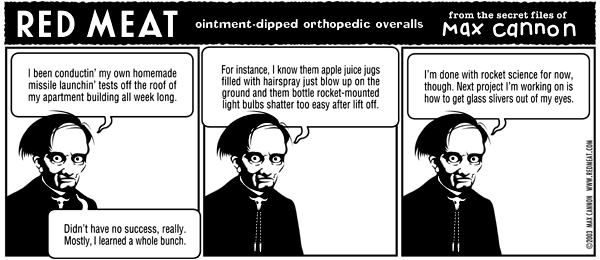 RED MEAT
ointment-dipped orthopedic overalls
from the secret files of
max cannon
I been conductin' my own homemade
missile launchin' tests off the roof of
my apartment building all week long.
Didn't have no success, really.
Mostly, I learned a whole bunch.
For instance, I know them apple juice jugs
filled with hairspray just blow up on the
ground and them bottle rocket-mounted
light bulbs shatter too easy after lift off.
I'm done with rocket science for now,
though. Next project I'm working on is
how to get glass slivers out of my eyes.
©2003 MAX CANNON WWW.REDMEAT.COM